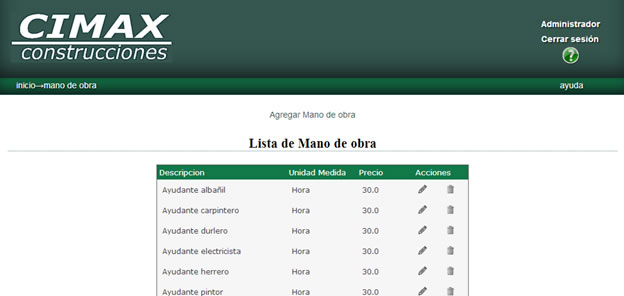 CIMAX
construcciones
Administrador
Cerrar sesión
?
inicio→mano de obra ayuda
Agregar Mano de obra
Lista de Mano de obra
Descripcion Unidad Medida Precio Acciones
Ayudante albañil Hora 30.0
Ayudante carpintero Hora 30.0
Ayudante durlero Hora 30.0
Ayudante electricista Hora 30.0
Ayudante herrero Hora 30.0
Ayudante pintor Hora 30.0